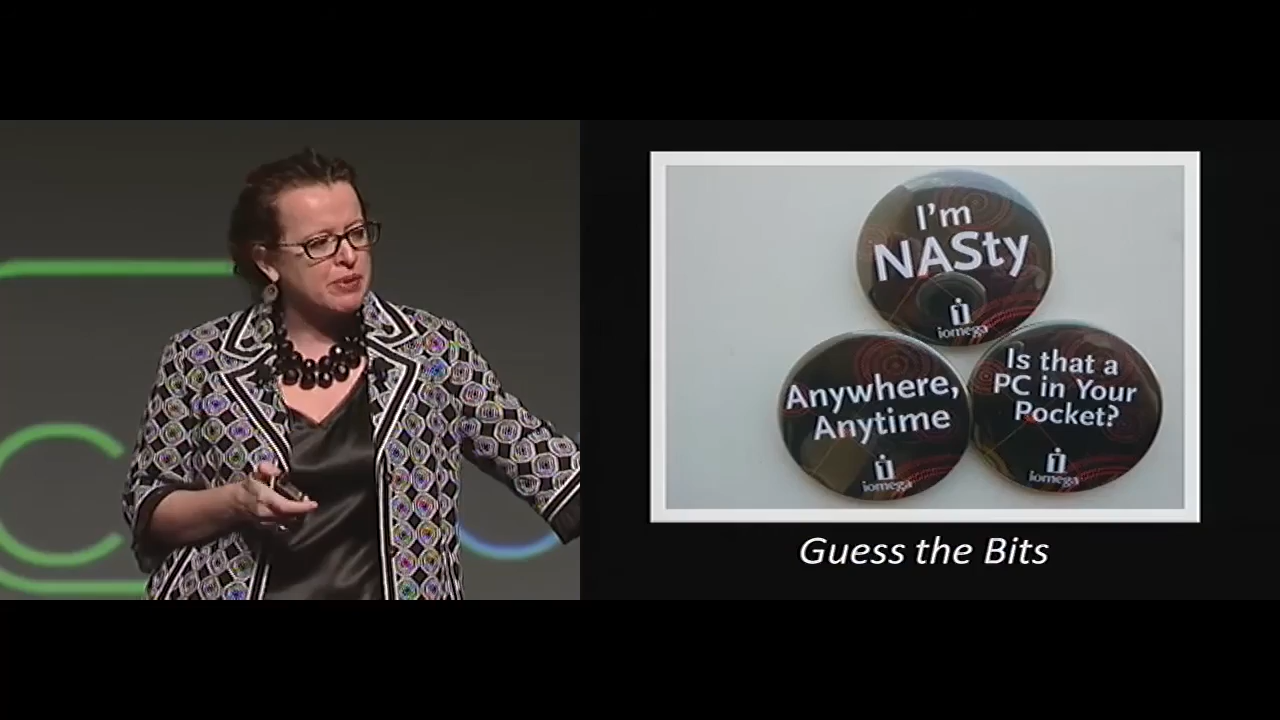 I'm
NASty
iomega
Anywhere,
Anytime
iomega
Is that a
PC in Your
Pocket?
iomega
Guess the Bits